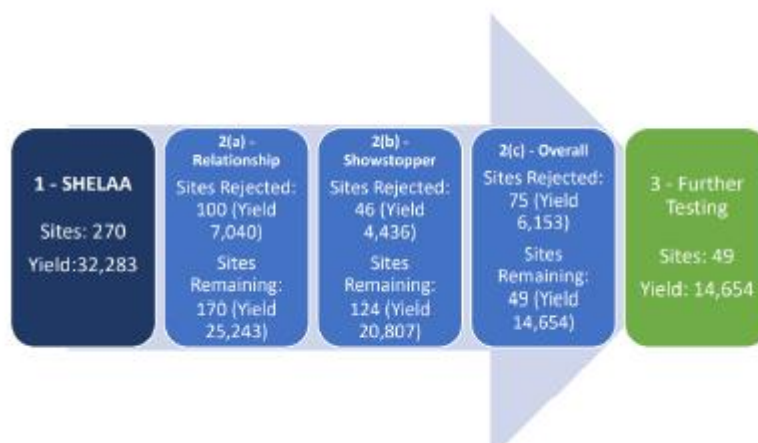 1 - SHELAA
Sites: 270
Yield:32,283
2(a) -
Relationship
Sites Rejected:
100 (Yield
7,040)
Sites
Remaining:
170 (Yield
25,243)
2(b) -
Showstopper
Sites Rejected:
46 (Yield
4,436)
Sites
Remaining:
124 (Yield
20,807)
2(c) - Overall
Sites Rejected:
75 (Yield
6,153)
Sites
Remaining:
49 (Yield
14,654)
3 - Further
Testing
Sites: 49
Yield: 14,654